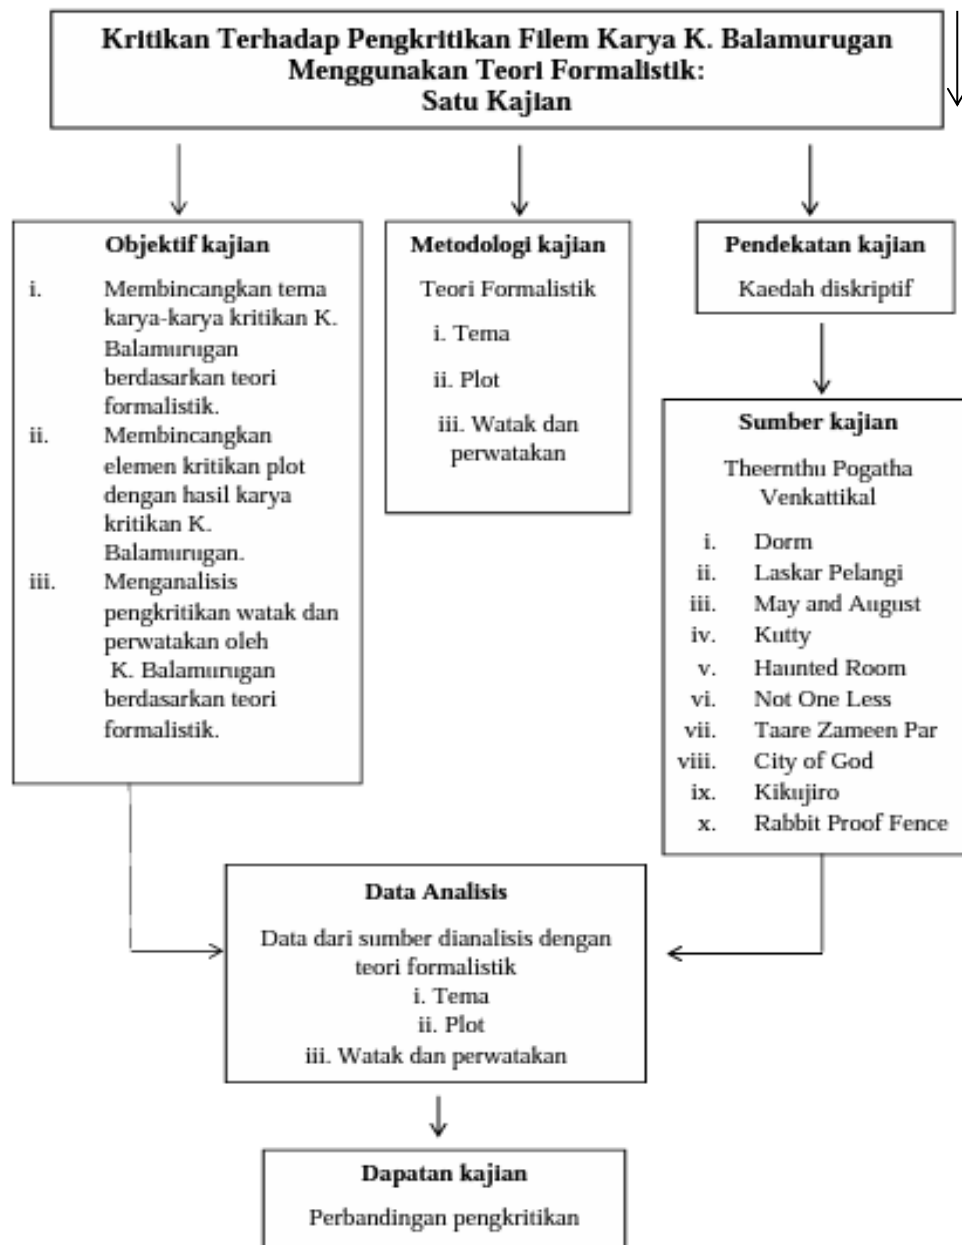 Kritikan Terhadap Pengkritikan Filem Karya K. Balamurugan
Menggunakan Teori Formalistik:
Satu Kajian
Objektif kajian
i. Membincangkan tema
karya-karya kritikan K.
Balamurugan
berdasarkan teori
formalistik.
ii. Membincangkan
elemen kritikan plot
dengan hasil karya
kritikan K.
Balamurugan.
iii. Menganalisis
pengkritikan watak dan
perwatakan oleh
K. Balamurugan
berdasarkan teori
formalistik.
Metodologi kajian
Teori Formalistik
i. Tema
ii. Plot
iii. Watak dan
perwatakan
Pendekatan kajian
Kaedah diskriptif
Sumber kajian
Theernthu Pogatha
Venkattikal
i. Dorm
ii. Laskar Pelangi
iii. May and August
iv. Kutty
v. Haunted Room
vi. Not One Less
vii. Taare Zameen Par
viii. City of God
ix. Kikujiro
x. Rabbit Proof Fence
Data Analisis
Data dari sumber dianalisis dengan
teori formalistik
i. Tema
ii. Plot
iii. Watak dan perwatakan
Dapatan kajian
Perbandingan pengkritikan